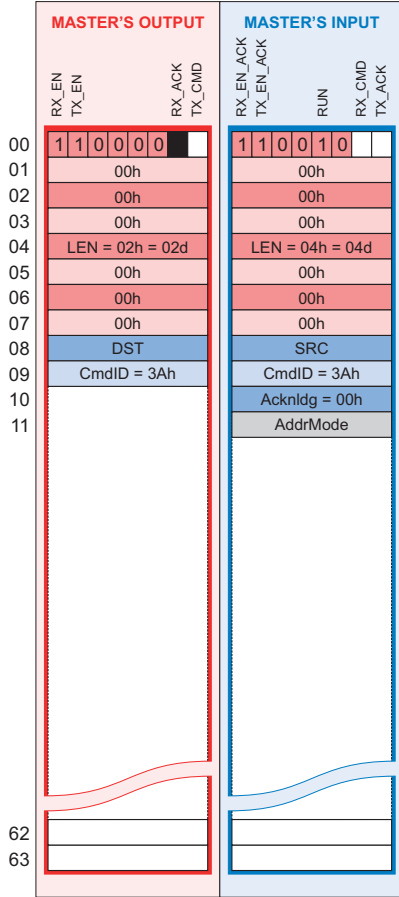 MASTER'S OUTPUT MASTER'S INPUT
RX_EN TX_EN RX_ACK TX_CMD RX_EN_ACK TX_EN_ACK RUN RX_CMD TX_ACK
00 1 1 0 0 0 0 1 1 0 0 1 0
01 00h 00h
02 00h 00h
03 00h 00h
04 LEN = 02h = 02d LEN = 04h = 04d
05 00h 00h
06 00h 00h
07 00h 00h
08 DST SRC
09 CmdID = 3Ah CmdID = 3Ah
10 Acknldg = 00h
11 AddrMode
62
63